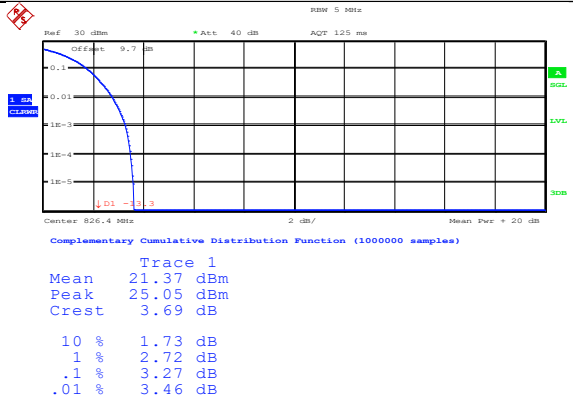 RBW 5 MHz
Ref 30 dBm * Att 40 dB AQT 125 ms
Offset 9.7 dB
0.1
0.01
1E-3
1E-4
1E-5
D1 -13.3
1 SA
CLRWR
A
SGL
LVL
3DB
Center 826.4 MHz 2 dB/ Mean Pwr + 20 dB
Complementary Cumulative Distribution Function (1000000 samples)
Trace 1
Mean 21.37 dBm
Peak 25.05 dBm
Crest 3.69 dB
10 % 1.73 dB
1 % 2.72 dB
.1 % 3.27 dB
.01 % 3.46 dB